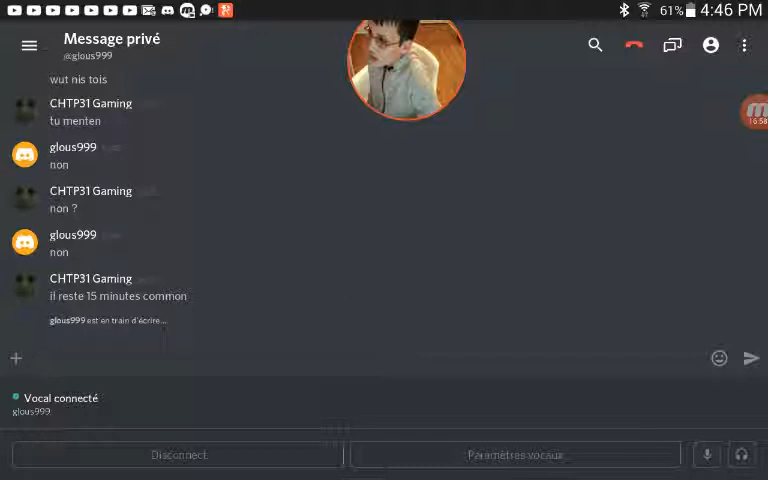 61% 4:46 PM
Message privé
@glous999
wut nis tois
CHTP31 Gaming
tu menten
glous999
non
CHTP31 Gaming
non ?
glous999
non
CHTP31 Gaming
il reste 15 minutes common
glous999 est en train d'écrire...
Vocal connecté
glous999
Disconnect
Paramètres vocaux